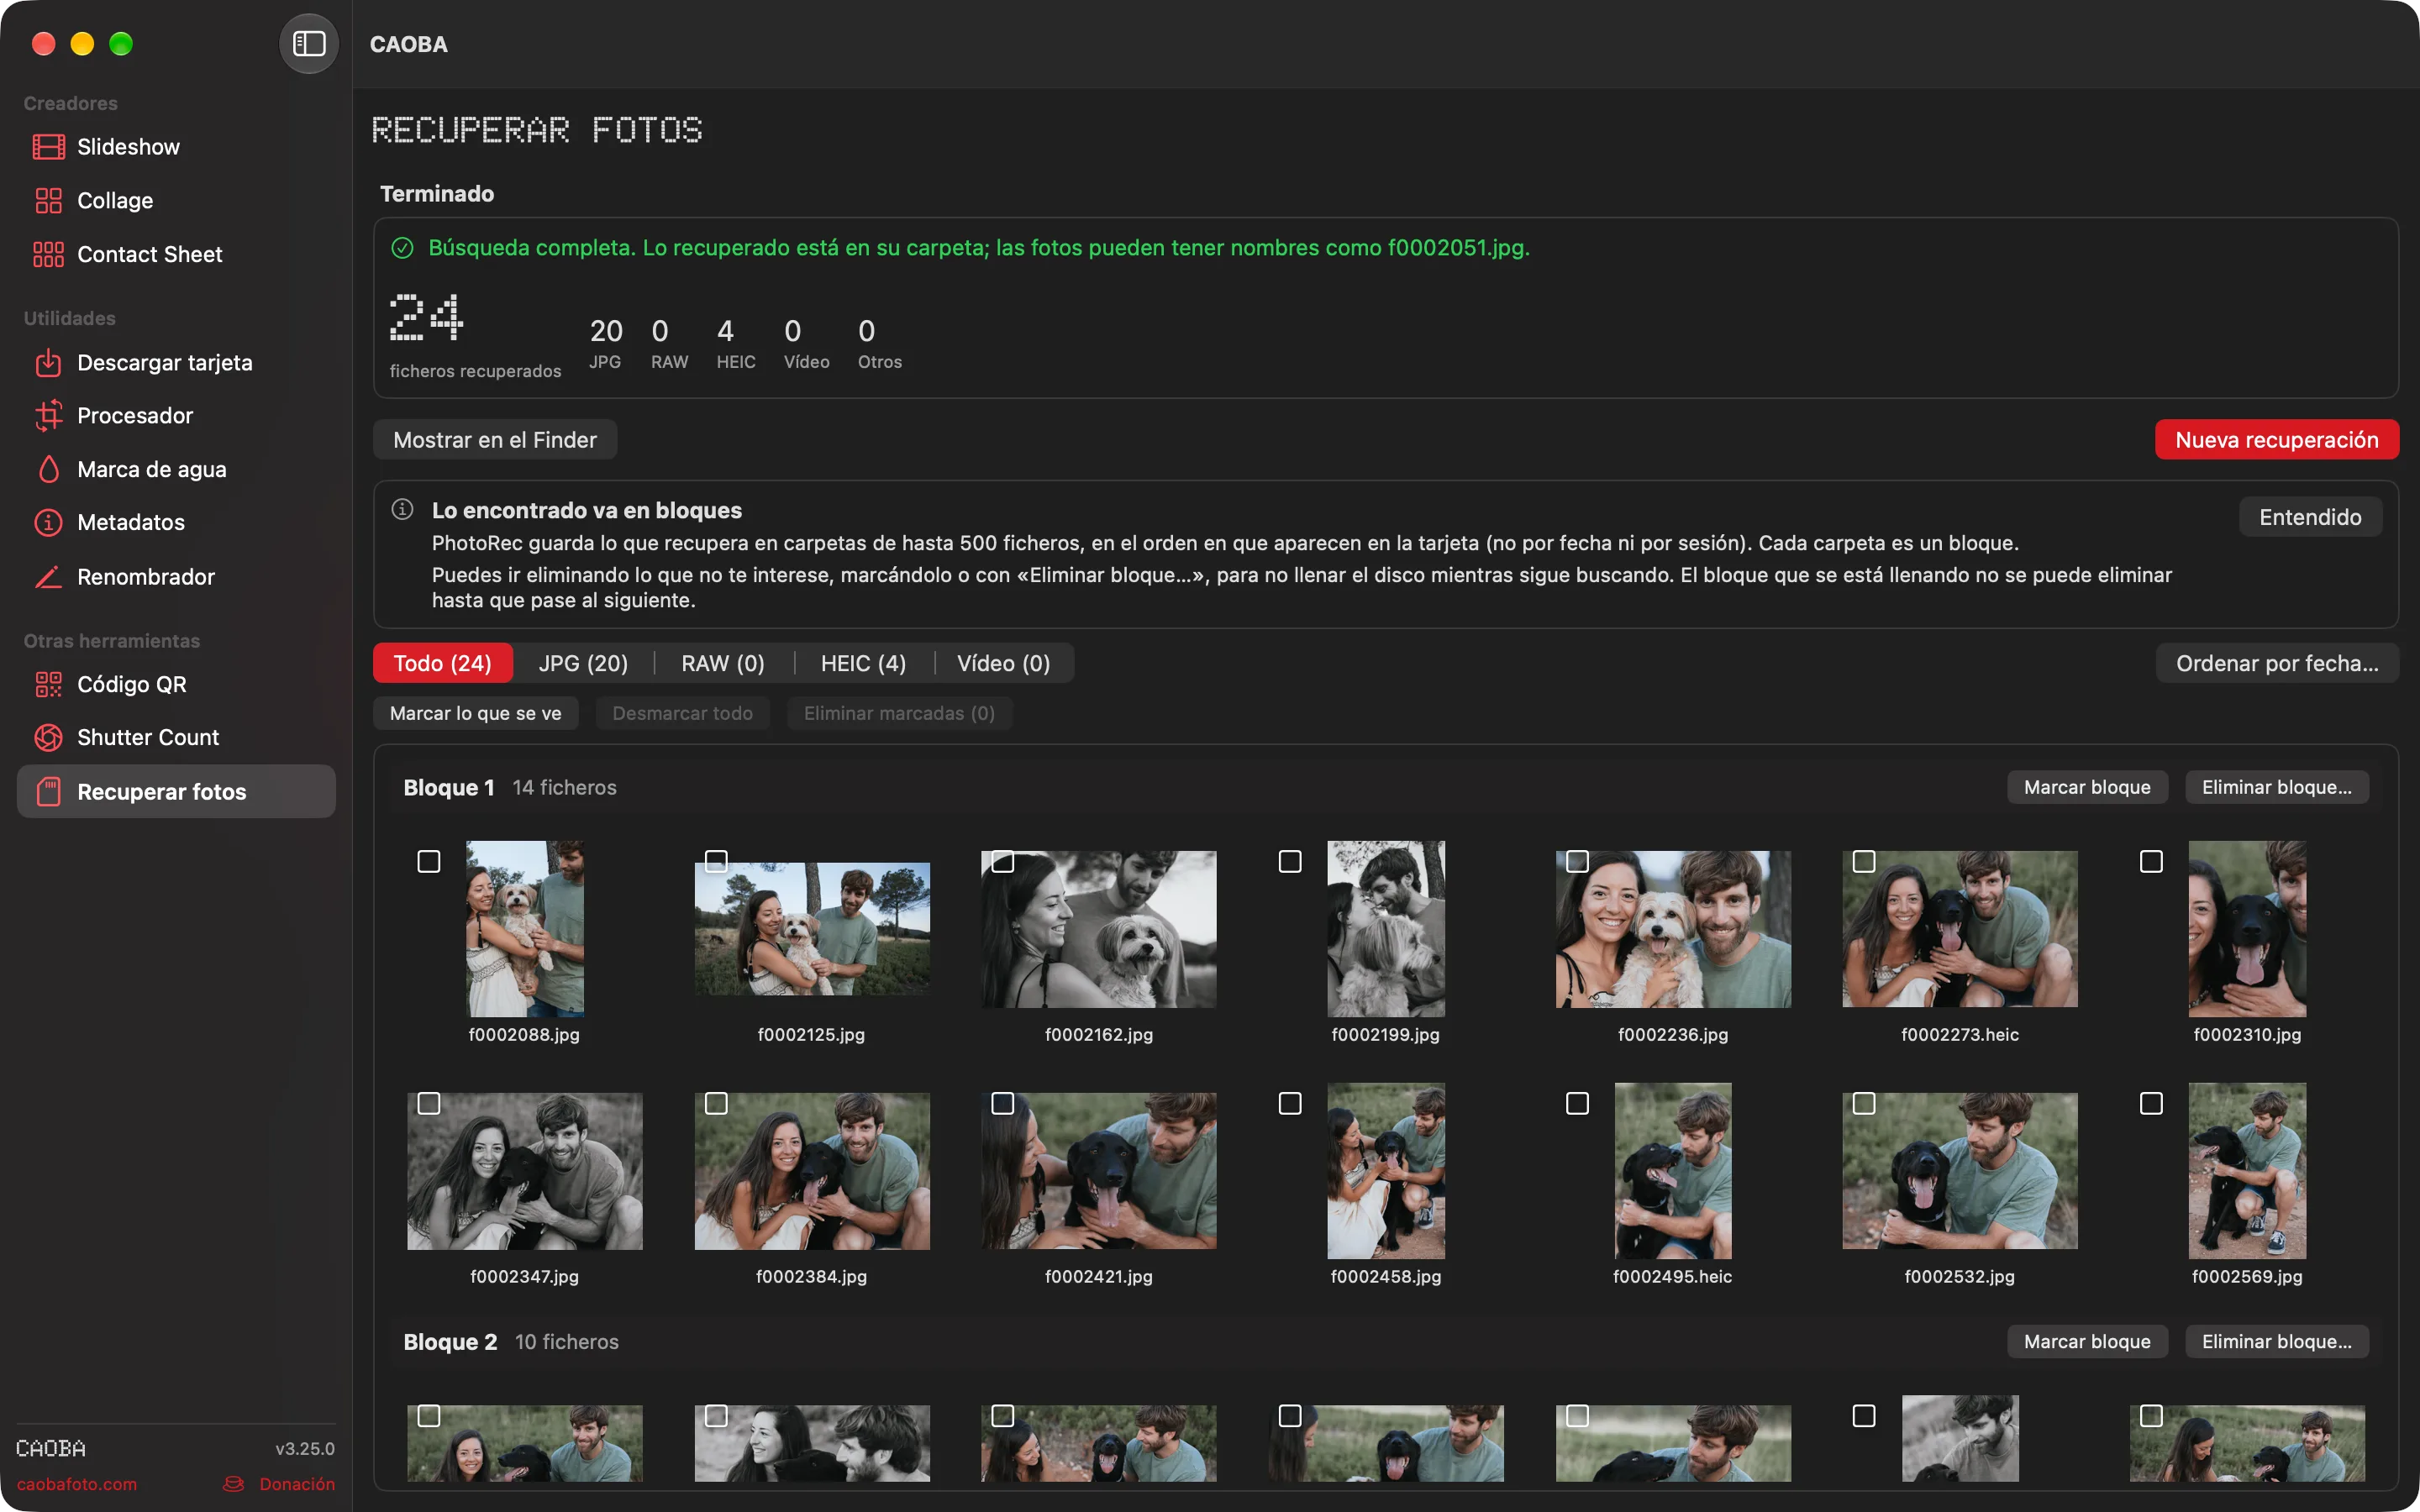 CAOBA
Creadores
Slideshow
Collage
Contact Sheet
Utilidades
Descargar tarjeta
Procesador
Marca de agua
Metadatos
Renombrador
Otras herramientas
Código QR
Shutter Count
Recuperar fotos
CAOBA v3.25.0
caobafoto.com Donación
RECUPERAR FOTOS
Terminado
Búsqueda completa. Lo recuperado está en su carpeta; las fotos pueden tener nombres como f0002051.jpg.
24 20 0 4 0 0
ficheros recuperados JPG RAW HEIC Vídeo Otros
Mostrar en el Finder Nueva recuperación
Lo encontrado va en bloques Entendido
PhotoRec guarda lo que recupera en carpetas de hasta 500 ficheros, en el orden en que aparecen en la tarjeta (no por fecha ni por sesión). Cada carpeta es un bloque.
Puedes ir eliminando lo que no te interese, marcándolo o con «Eliminar bloque...», para no llenar el disco mientras sigue buscando. El bloque que se está llenando no se puede eliminar
hasta que pase al siguiente.
Todo (24) JPG (20) RAW (0) HEIC (4) Vídeo (0) Ordenar por fecha...
Marcar lo que se ve Desmarcar todo Eliminar marcadas (0)
Bloque 1 14 ficheros Marcar bloque Eliminar bloque...
f0002088.jpg f0002125.jpg f0002162.jpg f0002199.jpg f0002236.jpg f0002273.heic f0002310.jpg
f0002347.jpg f0002384.jpg f0002421.jpg f0002458.jpg f0002495.heic f0002532.jpg f0002569.jpg
Bloque 2 10 ficheros Marcar bloque Eliminar bloque...